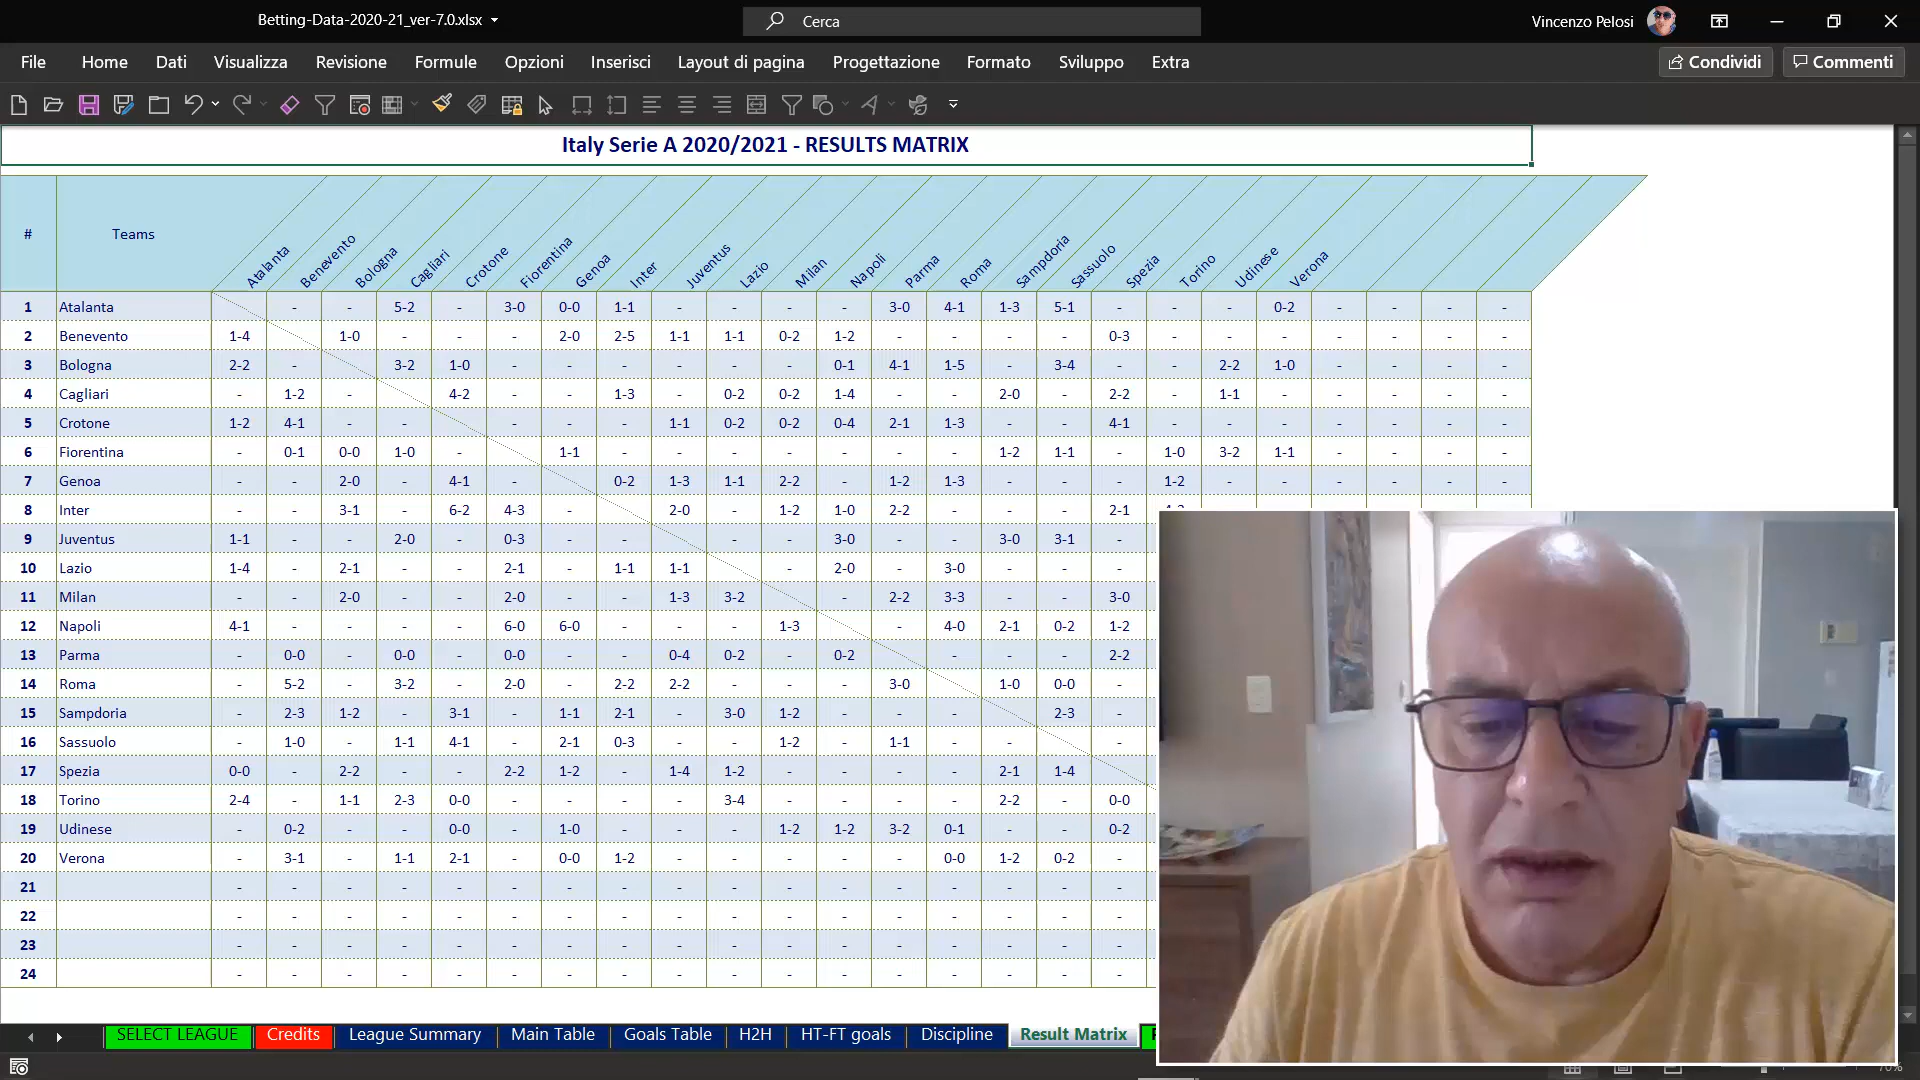 Betting-Data-2020-21_ver-7.0.xlsx
Cerca
Vincenzo Pelosi
File Home Dati Visualizza Revisione Formule Opzioni Inserisci Layout di pagina Progettazione Formato Sviluppo Extra
Condividi
Commenti
Italy Serie A 2020/2021 - RESULTS MATRIX
# Teams Atalanta Benevento Bologna Cagliari Crotone Fiorentina Genoa Inter Juventus Lazio Milan Napoli Parma Roma Sampdoria Sassuolo Spezia Torino Udinese Verona
1 Atalanta - - 5-2 - 3-0 0-0 1-1 - - - - 3-0 4-1 1-3 5-1 - - - 0-2 - - - -
2 Benevento 1-4 1-0 - - - 2-0 2-5 1-1 1-1 0-2 1-2 - - - - 0-3 - - - - - - -
3 Bologna 2-2 - 3-2 1-0 - - - - - - 0-1 4-1 1-5 - 3-4 - - 2-2 1-0 - - - -
4 Cagliari - 1-2 - 4-2 - - 1-3 - 0-2 0-2 1-4 - - 2-0 - 2-2 - 1-1 - - - - -
5 Crotone 1-2 4-1 - - - - - 1-1 0-2 0-2 0-4 2-1 1-3 - - 4-1 - - - - - - -
6 Fiorentina - 0-1 0-0 1-0 - 1-1 - - - - - - - 1-2 1-1 - 1-0 3-2 1-1 - - - -
7 Genoa - - 2-0 - 4-1 - 0-2 1-3 1-1 2-2 - 1-2 1-3 - - - 1-2 - - - - - -
8 Inter - - 3-1 - 6-2 4-3 - 2-0 - 1-2 1-0 2-2 - - - 2-1
9 Juventus 1-1 - - 2-0 - 0-3 - - - - 3-0 - - 3-0 3-1 -
10 Lazio 1-4 - 2-1 - - 2-1 - 1-1 1-1 - 2-0 - 3-0 - - -
11 Milan - - 2-0 - - 2-0 - - 1-3 3-2 - 2-2 3-3 - - 3-0
12 Napoli 4-1 - - - - 6-0 6-0 - - - 1-3 - 4-0 2-1 0-2 1-2
13 Parma - 0-0 - 0-0 - 0-0 - - 0-4 0-2 - 0-2 - - - 2-2
14 Roma - 5-2 - 3-2 - 2-0 - 2-2 2-2 - - - 3-0 1-0 0-0 -
15 Sampdoria - 2-3 1-2 - 3-1 - 1-1 2-1 - 3-0 1-2 - - - 2-3 -
16 Sassuolo - 1-0 - 1-1 4-1 - 2-1 0-3 - - 1-2 - 1-1 - - -
17 Spezia 0-0 - 2-2 - - 2-2 1-2 - 1-4 1-2 - - - - 2-1 1-4
18 Torino 2-4 - 1-1 2-3 0-0 - - - - 3-4 - - - - 2-2 - 0-0
19 Udinese - 0-2 - - 0-0 - 1-0 - - - 1-2 1-2 3-2 0-1 - - 0-2
20 Verona - 3-1 - 1-1 2-1 - 0-0 1-2 - - - - - 0-0 1-2 0-2 -
21 - - - - - - - - - - - - - - - - -
22 - - - - - - - - - - - - - - - - -
23 - - - - - - - - - - - - - - - - -
24 - - - - - - - - - - - - - - - - -
SELECT LEAGUE Credits League Summary Main Table Goals Table H2H HT-FT goals Discipline Result Matrix